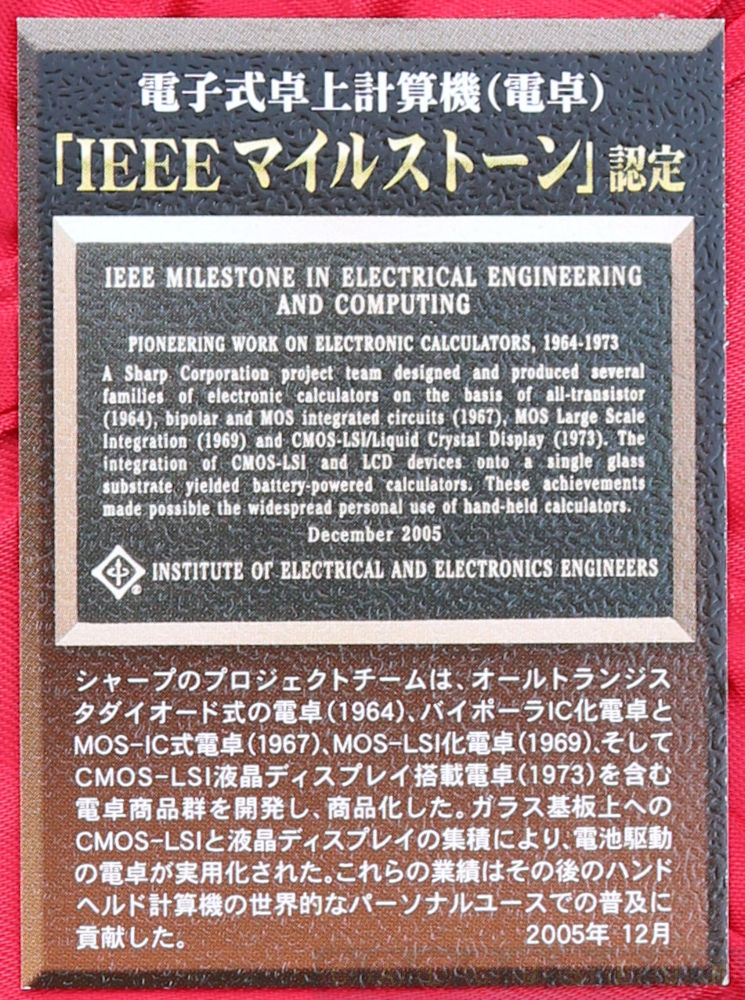 電子式卓上計算機(電卓)
「IEEE マイルストーン」認定
IEEE MILESTONE IN ELECTRICAL ENGINEERING
AND COMPUTING
PIONEERING WORK ON ELECTRONIC CALCULATORS, 1964-1973
A Sharp Corporation project team designed and produced several
families of electronic calculators on the basis of all-transistor
(1964), bipolar and MOS integrated circuits (1967), MOS Large Scale
Integration (1969) and CMOS-LSI/Liquid Crystal Display (1973). The
integration of CMOS-LSI and LCD devices onto a single glass
substrate yielded battery-powered calculators. These achievements
made possible the widespread personal use of hand-held calculators.
December 2005
® INSTITUTE OF ELECTRICAL AND ELECTRONICS ENGINEERS
シャープのプロジェクトチームは、オールトランジス
タダイオード式の電卓(1964)、バイポーラIC化電卓と
MOS-IC式電卓(1967)、MOS-LSI化電卓(1969)、そして
CMOS-LSI液晶ディスプレイ搭載電卓(1973)を含む
電卓商品群を開発し、商品化した。ガラス基板上への
CMOS-LSIと液晶ディスプレイの集積により、電池駆動
の電卓が実用化された。これらの業績はその後のハンド
ヘルド計算機の世界的なパーソナルユースでの普及に
貢献した。 2005年 12月